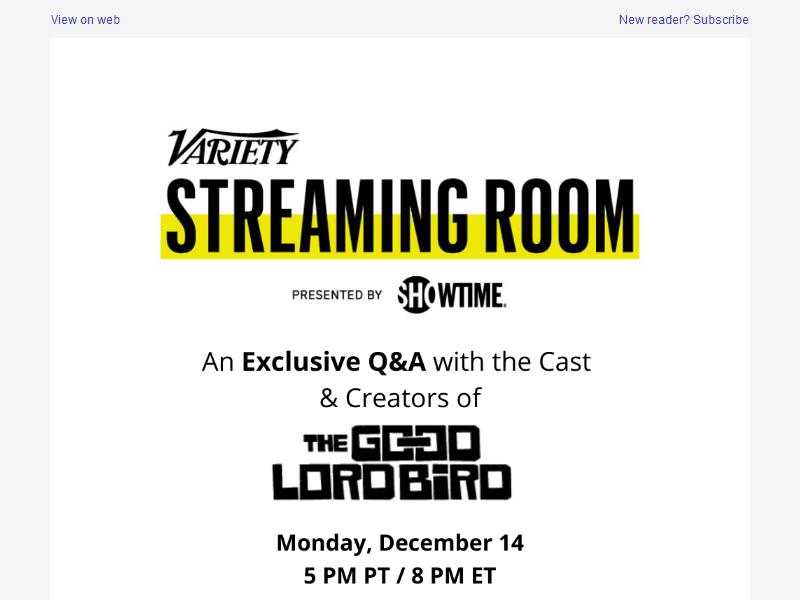 View on web
New reader? Subscribe
VARIETY
STREAMING ROOM
PRESENTED BY SHOWTIME.
An Exclusive Q&A with the Cast
& Creators of
THE GOOD
LORD BIRD
Monday, December 14
5 PM PT / 8 PM ET